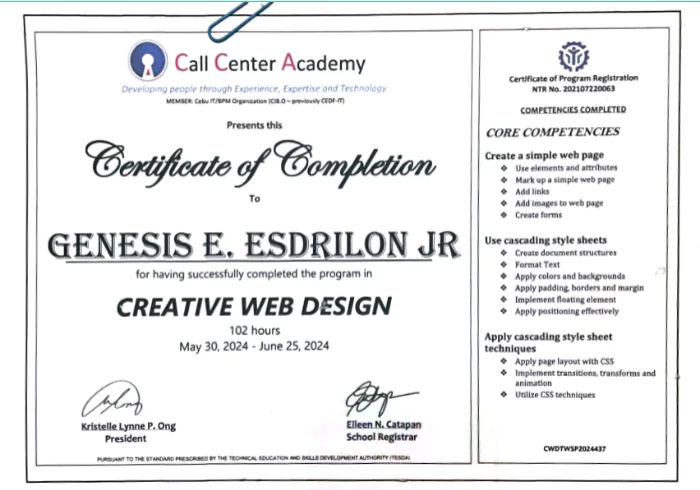 Call Center Academy
Developing people through Experience, Expertise and Technology
MEMBER: Cebu IT/BPM Organization (CIB.O – previously CEDF-IT)
Presents this
Certificate of Completion
To
GENESIS E. ESDRILON JR
for having successfully completed the program in
CREATIVE WEB DESIGN
102 hours
May 30, 2024 - June 25, 2024
Kristelle Lynne P. Ong
President
Eileen N. Catapan
School Registrar
PURSUANT TO THE STANDARD PRESCRIBED BY THE TECHNICAL EDUCATION AND SKILLS DEVELOPMENT AUTHORITY (TESDA)
Certificate of Program Registration
NTR No. 202107220063
COMPETENCIES COMPLETED
CORE COMPETENCIES
Create a simple web page
❖ Use elements and attributes
❖ Mark up a simple web page
❖ Add links
❖ Add images to web page
❖ Create forms
Use cascading style sheets
❖ Create document structures
❖ Format Text
❖ Apply colors and backgrounds
❖ Apply padding, borders and margin
❖ Implement floating element
❖ Apply positioning effectively
Apply cascading style sheet
techniques
❖ Apply page layout with CSS
❖ Implement transitions, transforms and
animation
❖ Utilize CSS techniques
CWDTWSP2024437